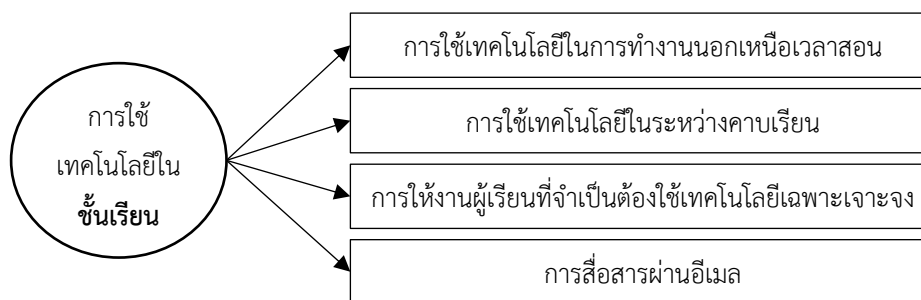 การใช้
เทคโนโลยีใน
ชั้นเรียน
การใช้เทคโนโลยีในการทำงานนอกเหนือเวลาสอน
การใช้เทคโนโลยีในระหว่างคาบเรียน
การให้งานผู้เรียนที่จำเป็นต้องใช้เทคโนโลยีเฉพาะเจาะจง
การสื่อสารผ่านอีเมล